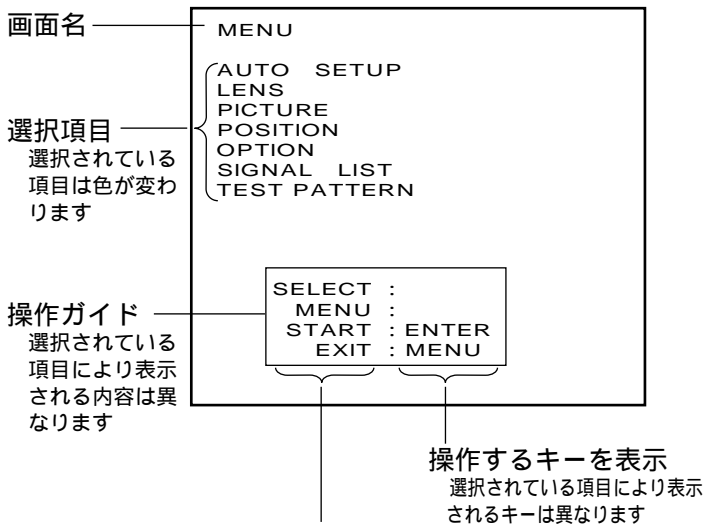 画面名
MENU
AUTO SETUP
LENS
PICTURE
POSITION
OPTION
SIGNAL LIST
TEST PATTERN
選択項目
選択されている
項目は色が変わ
ります
SELECT :
MENU :
START : ENTER
EXIT : MENU
操作ガイド
選択されている
項目により表示
される内容は異
なります
操作するキーを表示
選択されている項目により表示
されるキーは異なります